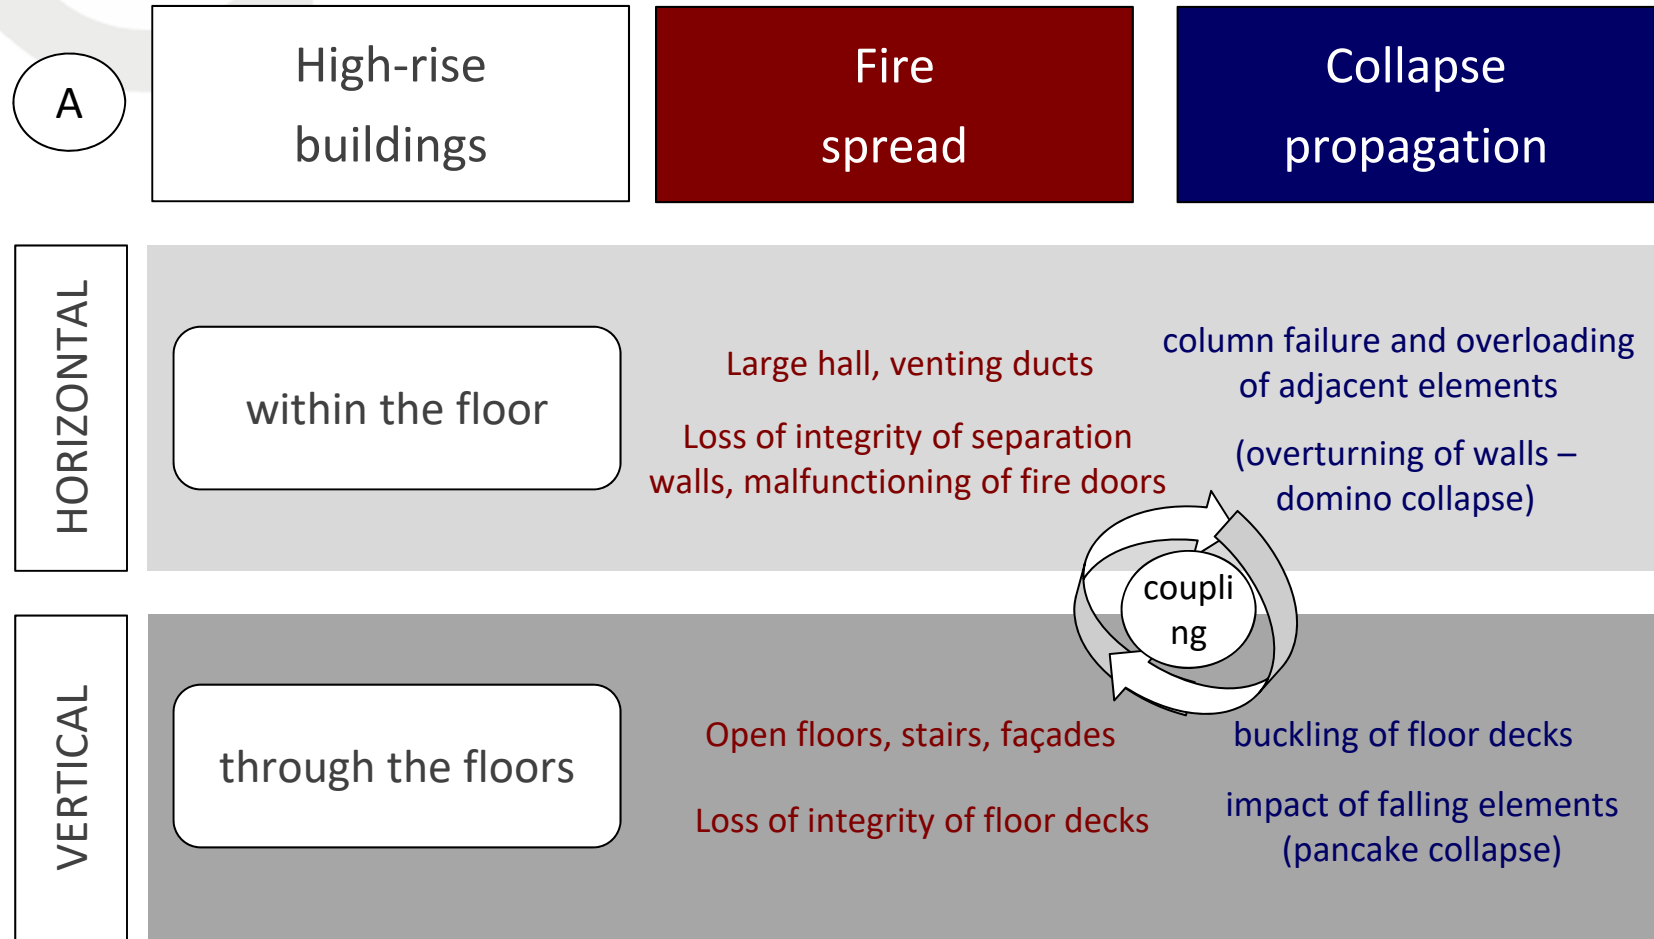 A
High-rise
buildings
Fire
spread
Collapse
propagation
HORIZONTAL
within the floor
Large hall, venting ducts
Loss of integrity of separation
walls, malfunctioning of fire doors
column failure and overloading
of adjacent elements
(overturning of walls –
domino collapse)
coupli
ng
VERTICAL
through the floors
Open floors, stairs, façades
Loss of integrity of floor decks
buckling of floor decks
impact of falling elements
(pancake collapse)